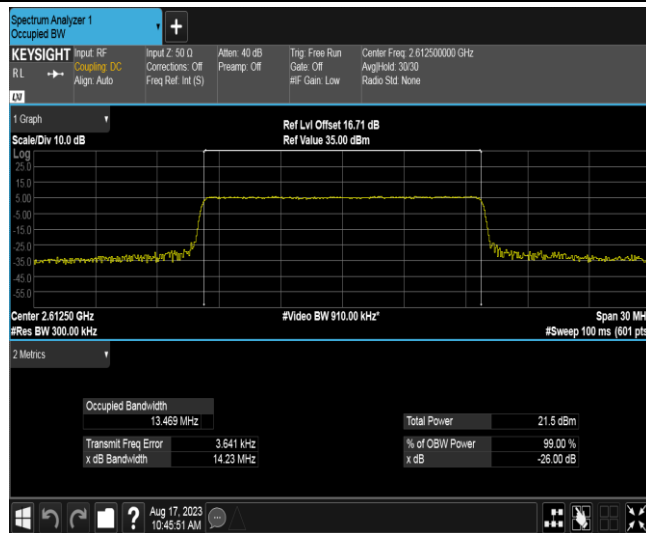 Spectrum Analyzer 1
Occupied BW
+
KEYSIGHT
RL
Input: RF
Coupling: DC
Align: Auto
Input Z: 50 Ω
Corrections: Off
Freq Ref: Int (S)
Atten: 40 dB
Preamp: Off
Trig: Free Run
Gate: Off
#IF Gain: Low
Center Freq: 2.612500000 GHz
Avg|Hold: 30/30
Radio Std: None
LXI
1 Graph
Scale/Div 10.0 dB
Ref Lvl Offset 16.71 dB
Ref Value 35.00 dBm
Log
25.0
15.0
5.00
-5.00
-15.0
-25.0
-35.0
-45.0
-55.0
Center 2.61250 GHz
#Res BW 300.00 kHz
#Video BW 910.00 kHz*
Span 30 MH
#Sweep 100 ms (601 pts
2 Metrics
Occupied Bandwidth
13.469 MHz
Transmit Freq Error 3.641 kHz
x dB Bandwidth 14.23 MHz
Total Power 21.5 dBm
% of OBW Power 99.00 %
x dB -26.00 dB
?
Aug 17, 2023
10:45:51 AM